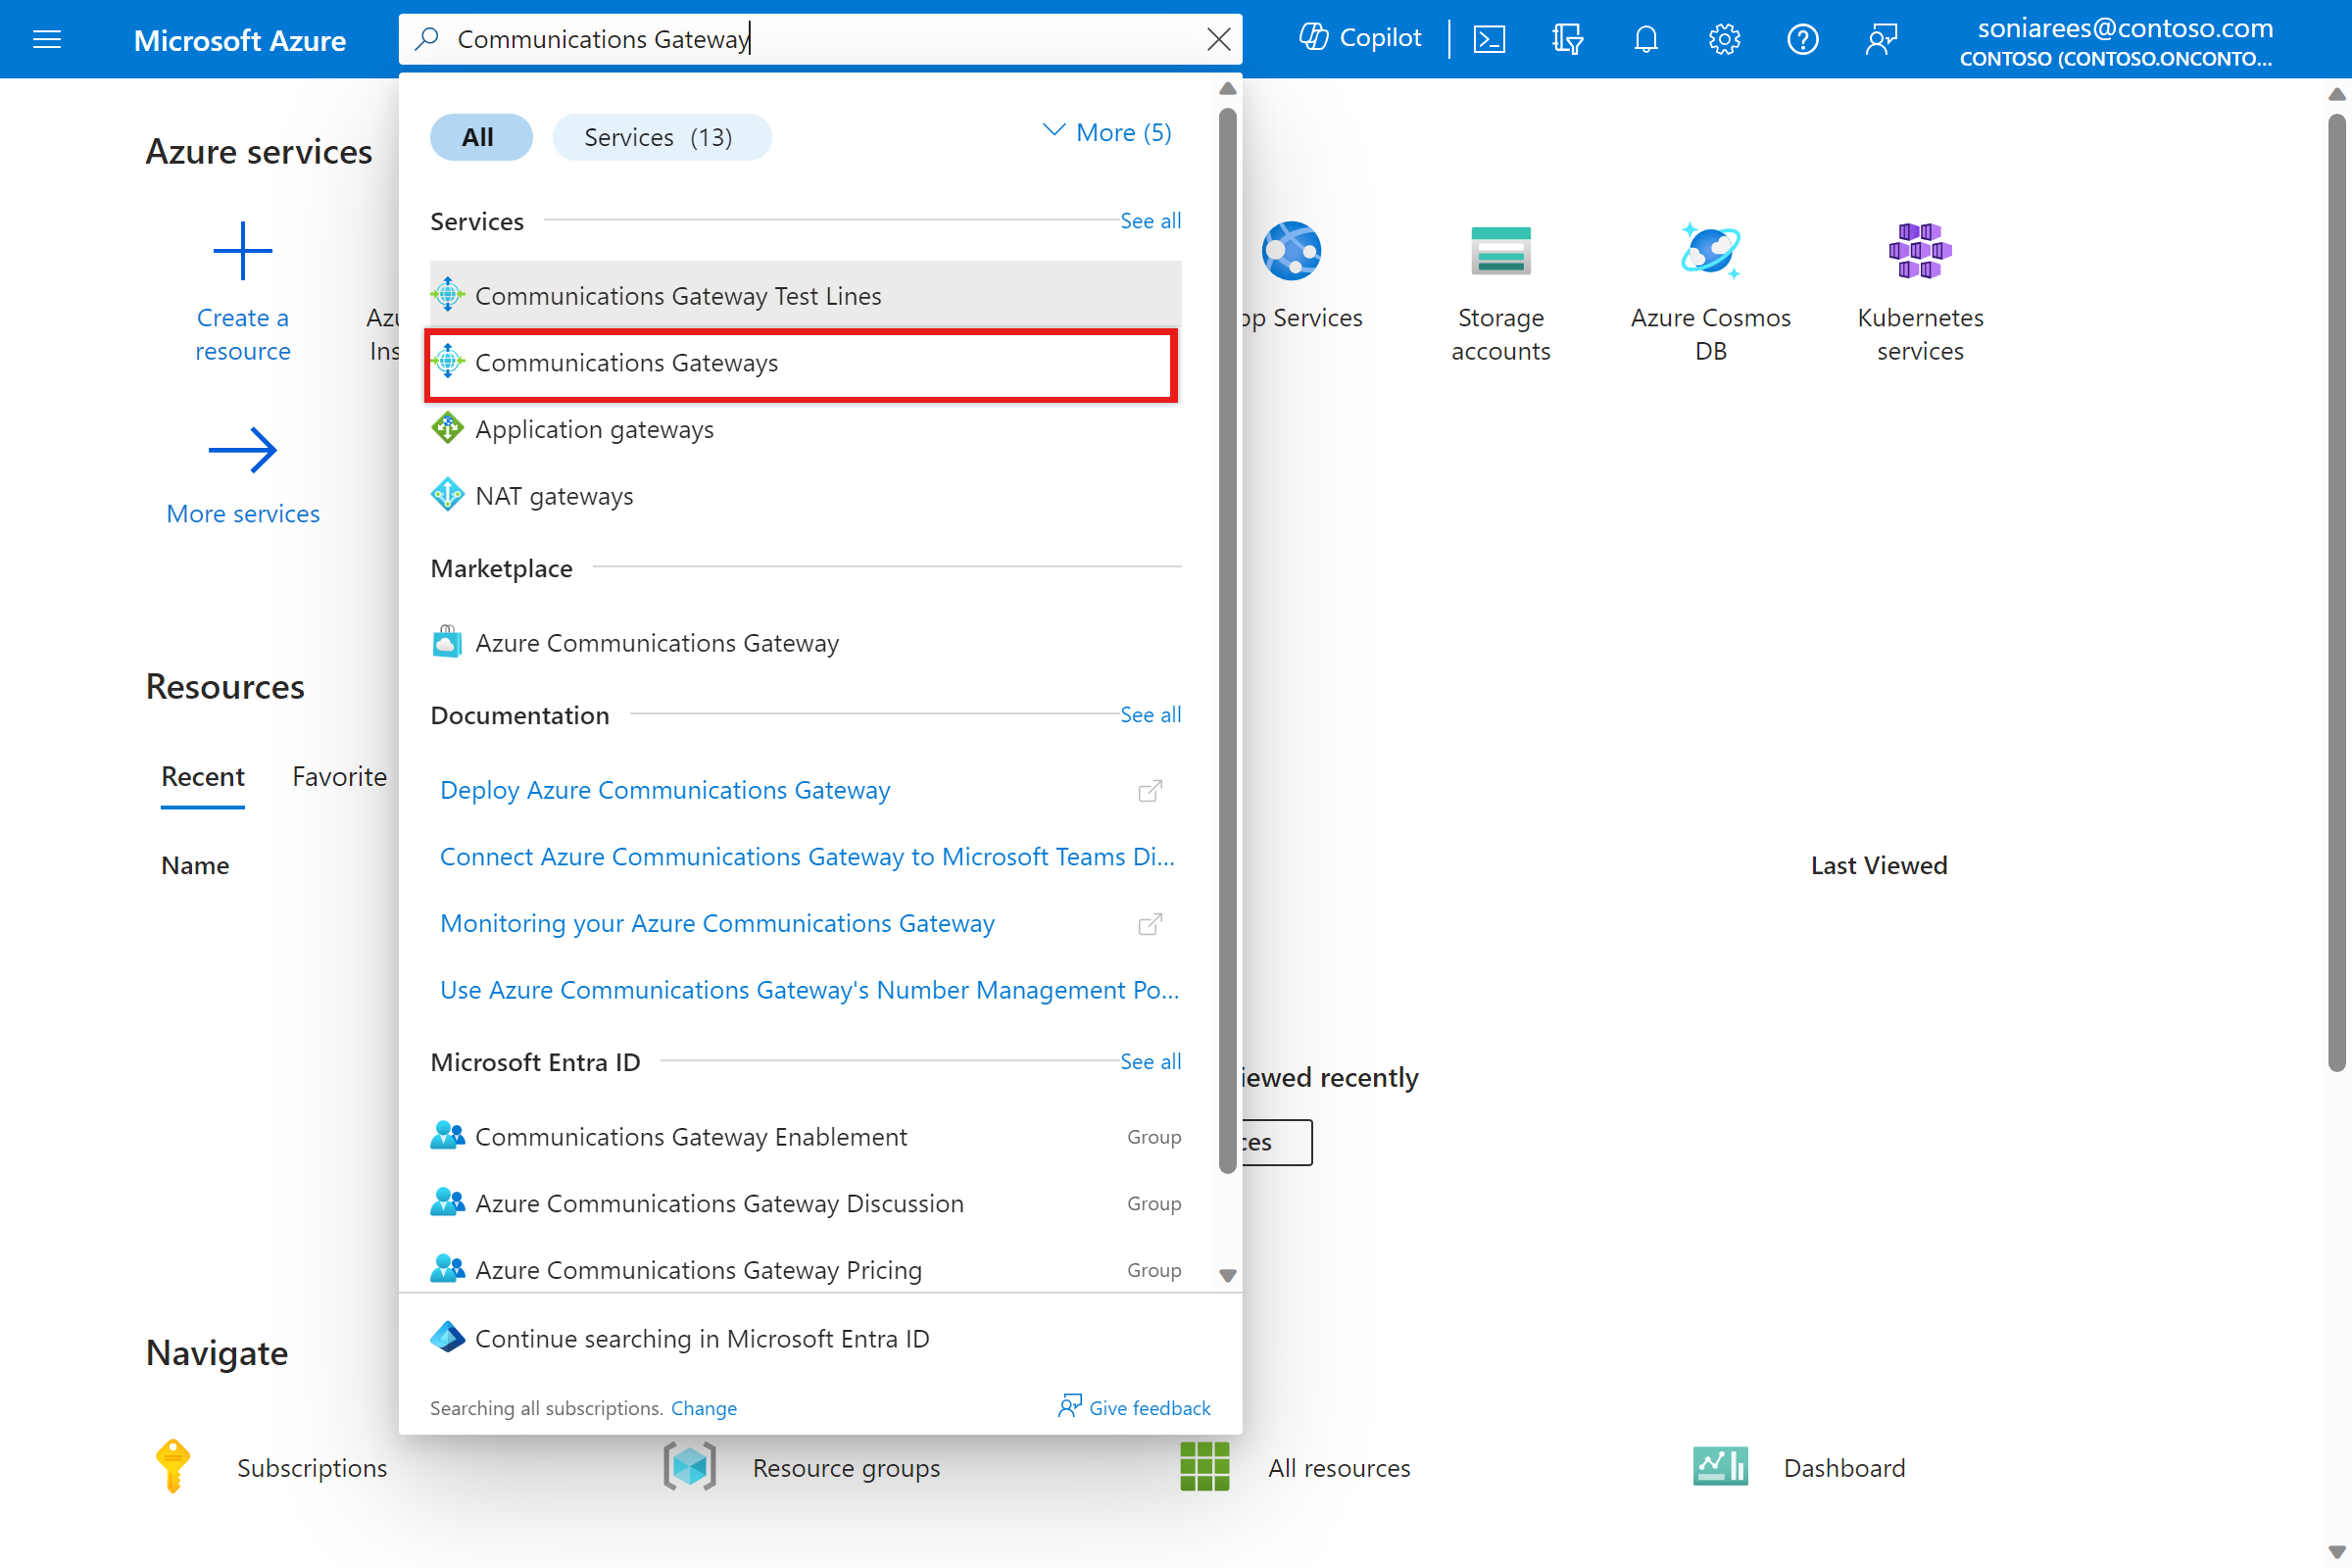 Microsoft Azure
Communications Gateway
Copilot
soniarees@contoso.com
CONTOSO (CONTOSO.ONCONTO...
All
Services (13)
More (5)
Azure services
Services
See all
Create a
resource
Azu
Ins
Communications Gateway Test Lines
Communications Gateways
Application gateways
NAT gateways
pp Services
Storage
accounts
Azure Cosmos
DB
Kubernetes
services
More services
Marketplace
Azure Communications Gateway
Resources
Documentation
See all
Recent
Favorite
Deploy Azure Communications Gateway
Connect Azure Communications Gateway to Microsoft Teams Di...
Name
Last Viewed
Monitoring your Azure Communications Gateway
Use Azure Communications Gateway's Number Management Po...
Microsoft Entra ID
See all
iewed recently
Communications Gateway Enablement
Group
ces
Azure Communications Gateway Discussion
Group
Azure Communications Gateway Pricing
Group
Continue searching in Microsoft Entra ID
Navigate
Searching all subscriptions. Change
Give feedback
Subscriptions
Resource groups
All resources
Dashboard